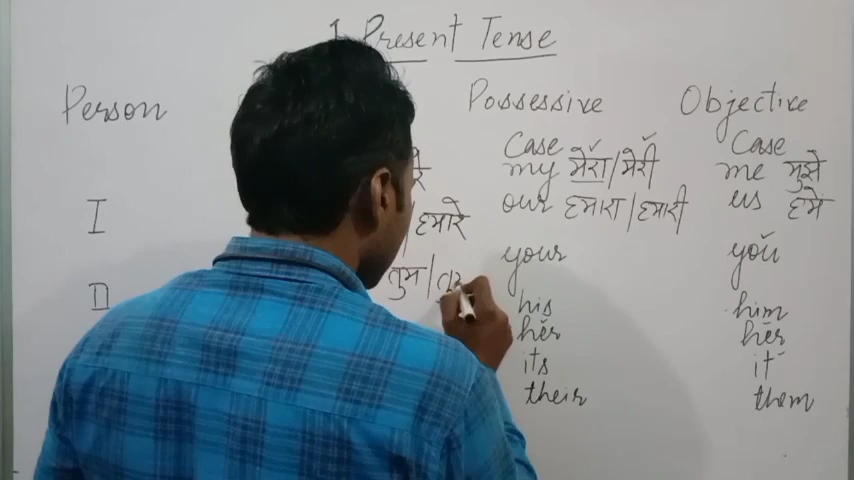 Present Tense
Person Possessive Case Objective Case
my मेरा/मेरी me मुझे
I हमारे our हमारा/हमारी us हमे
तुम your you
II his him
her her
its it
their them